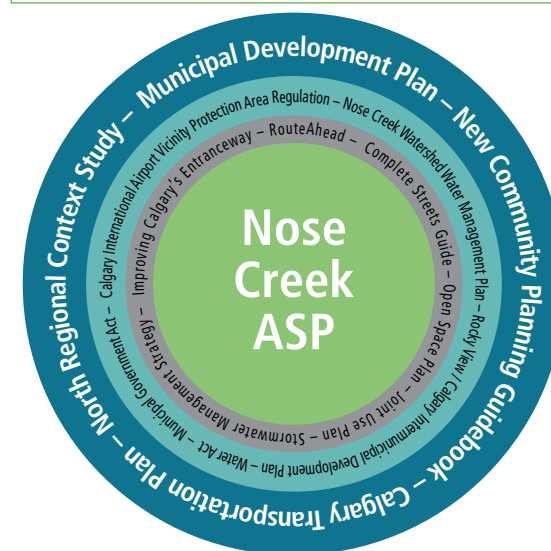 Municipal Development Plan – New Community Planning Guidebook – Calgary Transportation Plan – North Regional Context Study –
Calgary International Airport Vicinity Protection Area Regulation – Nose Creek Watershed Water Management Plan – Rocky View / Calgary Intermunicipal Development Plan – Water Act – Municipal Government Act –
Improving Calgary's Entranceway – RouteAhead – Complete Streets Guide – Open Space Plan – Joint Use Plan – Stormwater Management Strategy –
Nose
Creek
ASP